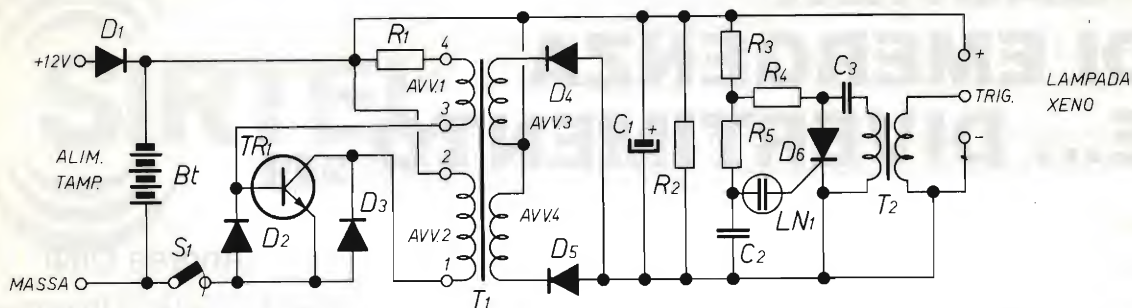 D1
+12V
ALIM.
TAMP.
Bt
MASSA
S1
R1
4
AVV.1
3
TR1
2
D2
D3
AVV.2
1
T1
AVV.3
D4
AVV.4
D5
C1
+
R2
R3
R4
C3
R5
D6
LN1
C2
T2
+
TRIG.
-
LAMPADA
XENO